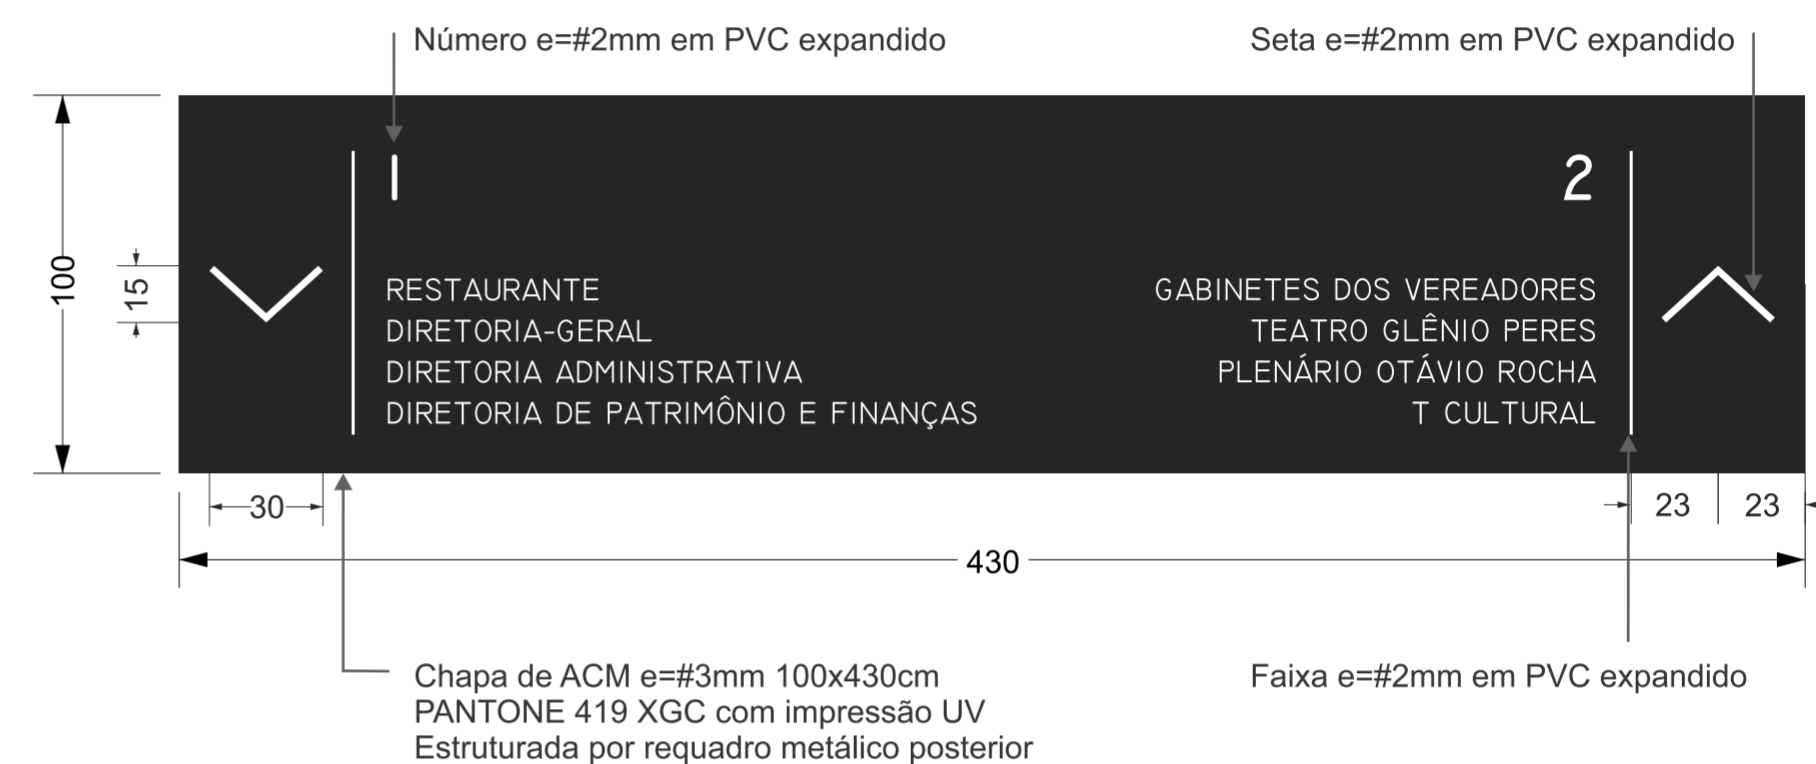 Número e=#2mm em PVC expandido
Seta e=#2mm em PVC expandido
100
15
1
2
RESTAURANTE
DIRETORIA-GERAL
DIRETORIA ADMINISTRATIVA
DIRETORIA DE PATRIMÔNIO E FINANÇAS
GABINETES DOS VEREADORES
TEATRO GLÊNIO PERES
PLENÁRIO OTÁVIO ROCHA
T CULTURAL
30
23
23
430
Chapa de ACM e=#3mm 100x430cm
PANTONE 419 XGC com impressão UV
Estruturada por requadro metálico posterior
Faixa e=#2mm em PVC expandido